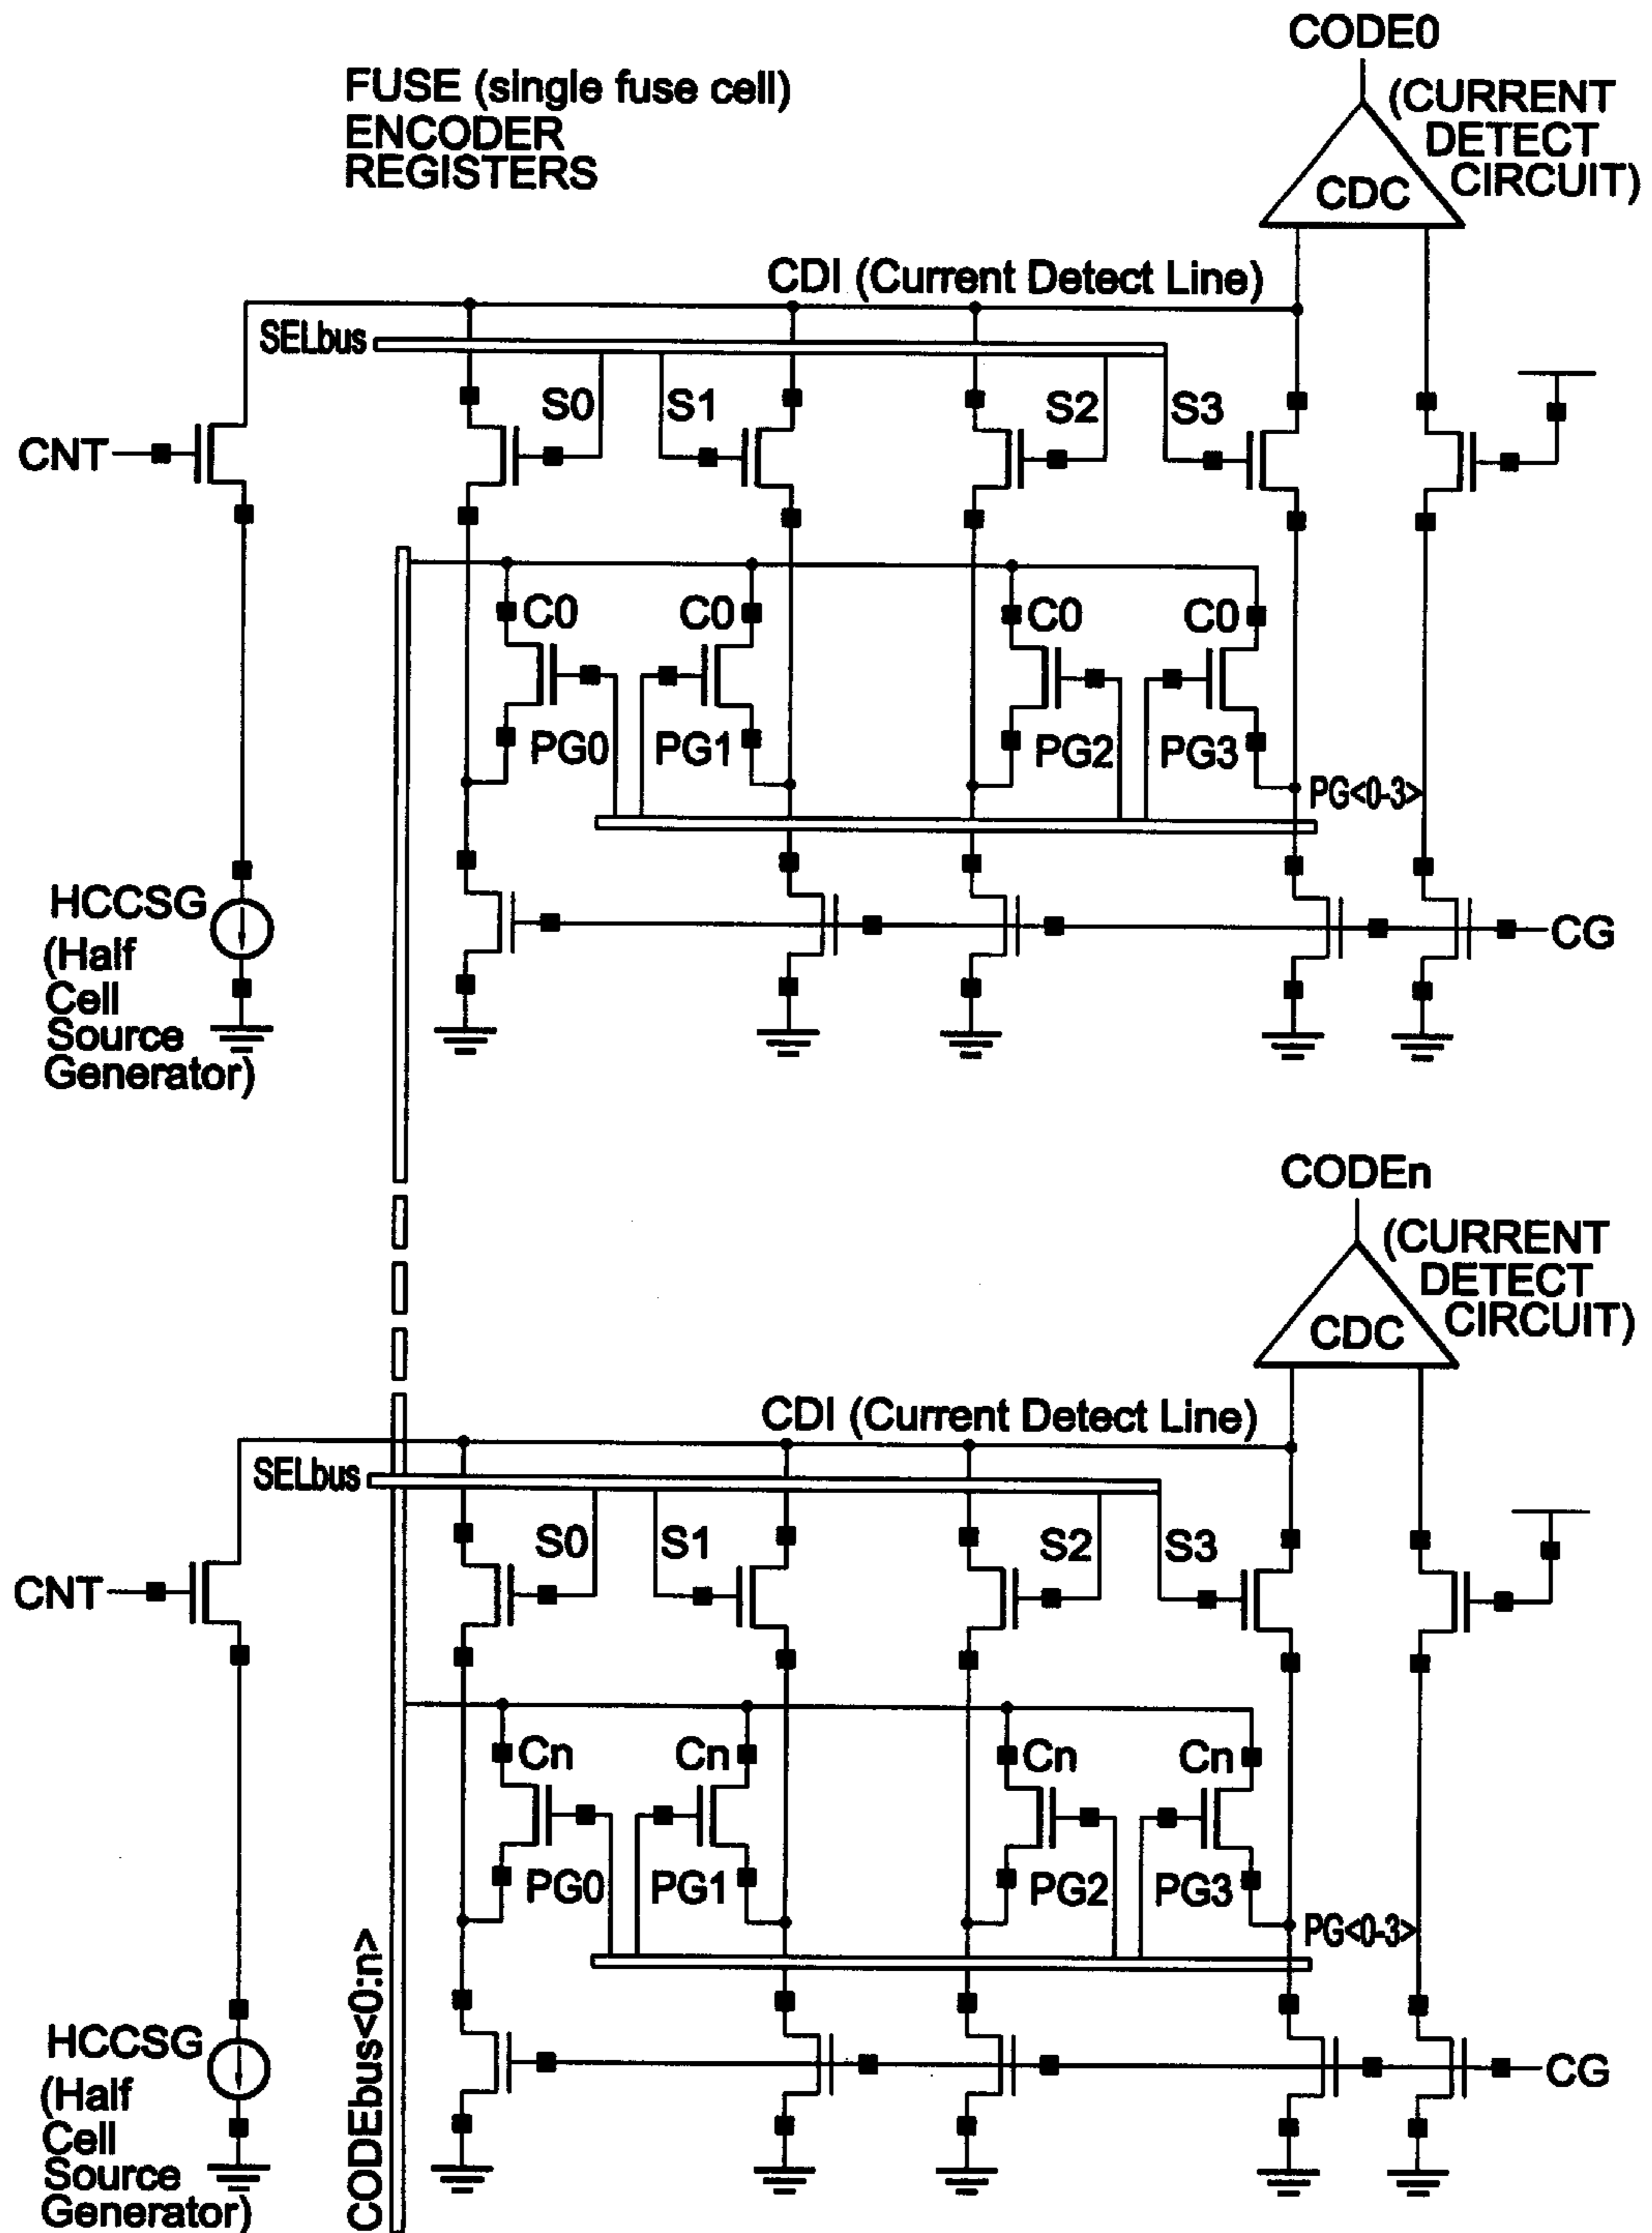 CODE0
FUSE (single fuse cell)
ENCODER
REGISTERS
(CURRENT
DETECT
CIRCUIT)
CDC
CDI (Current Detect Line)
SELbus
S0
S1
S2
S3
CNT
C0
C0
C0
C0
PG0
PG1
PG2
PG3
PG<0-3>
HCCSG
(Half
Cell
Source
Generator)
CG
CODEn
(CURRENT
DETECT
CIRCUIT)
CDC
CDI (Current Detect Line)
SELbus
S0
S1
S2
S3
CNT
Cn
Cn
Cn
Cn
PG0
PG1
PG2
PG3
PG<0-3>
CODEbus<0:n>
HCCSG
(Half
Cell
Source
Generator)
CG